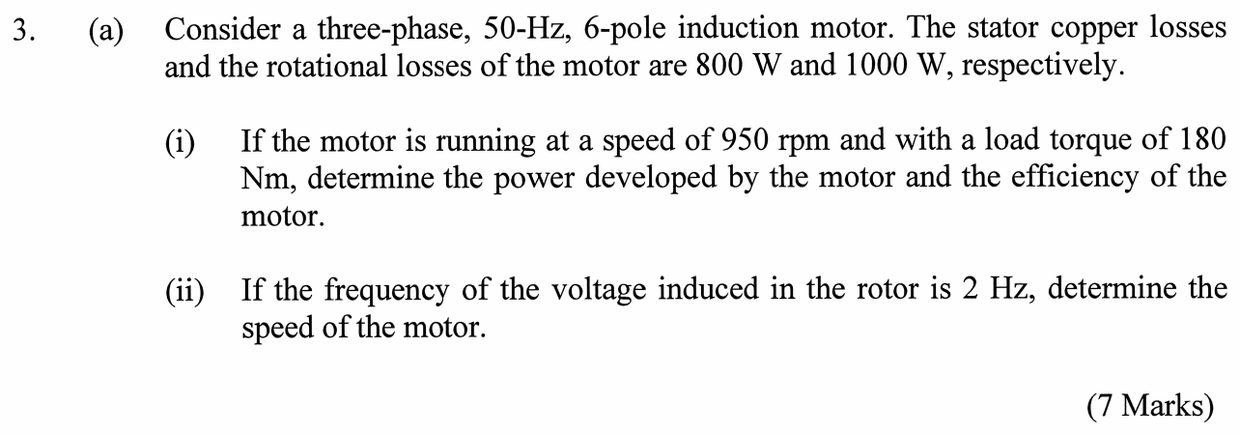 3. (a) Consider a three-phase, 50-Hz, 6-pole induction motor. The stator copper losses
and the rotational losses of the motor are 800 W and 1000 W, respectively.
(i) If the motor is running at a speed of 950 rpm and with a load torque of 180
Nm, determine the power developed by the motor and the efficiency of the
motor.
(ii) If the frequency of the voltage induced in the rotor is 2 Hz, determine the
speed of the motor.
(7 Marks)